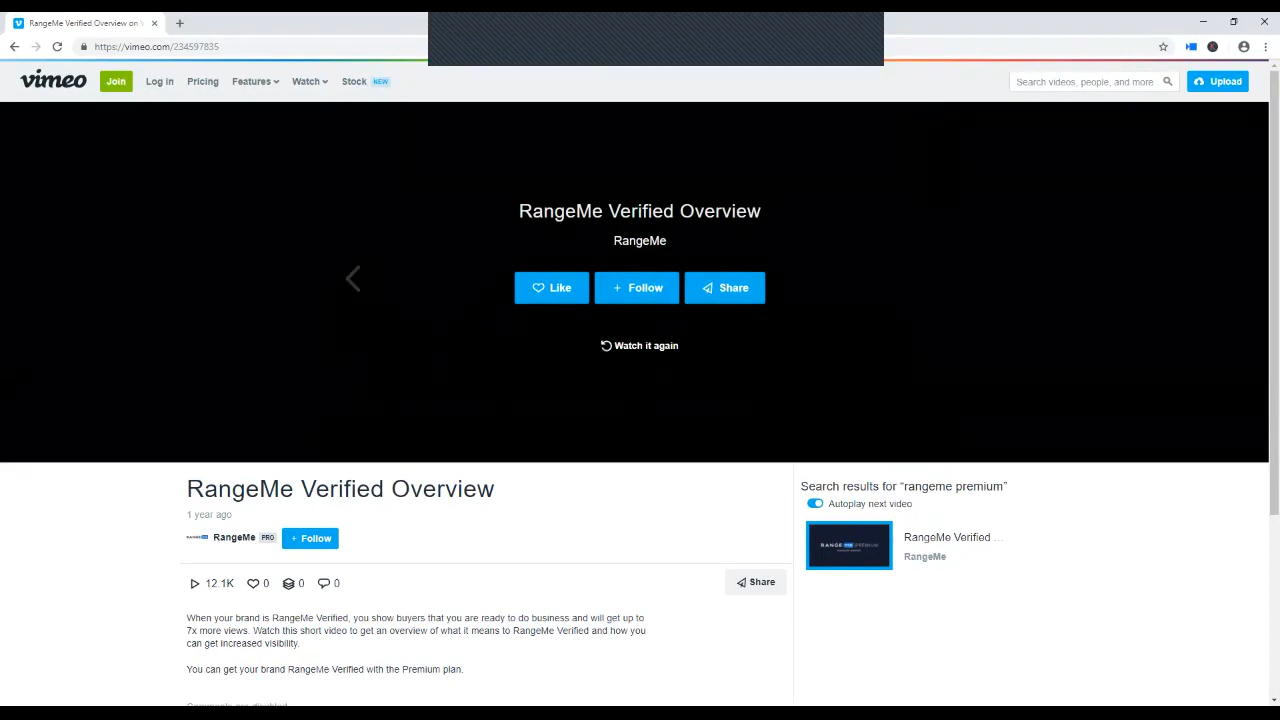 RangeMe Verified Overview on V
https://vimeo.com/234597835
vimeo
Join
Log in
Pricing
Features
Watch
Stock NEW
Search videos, people, and more
Upload
RangeMe Verified Overview
RangeMe
Like
+ Follow
Share
Watch it again
RangeMe Verified Overview
1 year ago
RangeMe PRO
+ Follow
12.1K
0
0
0
Share
When your brand is RangeMe Verified, you show buyers that you are ready to do business and will get up to
7x more views. Watch this short video to get an overview of what it means to RangeMe Verified and how you
can get increased visibility.
You can get your brand RangeMe Verified with the Premium plan.
Comments are disabled
Search results for “rangeme premium”
Autoplay next video
RANGE ME PREMIUM
RangeMe Verified ...
RangeMe